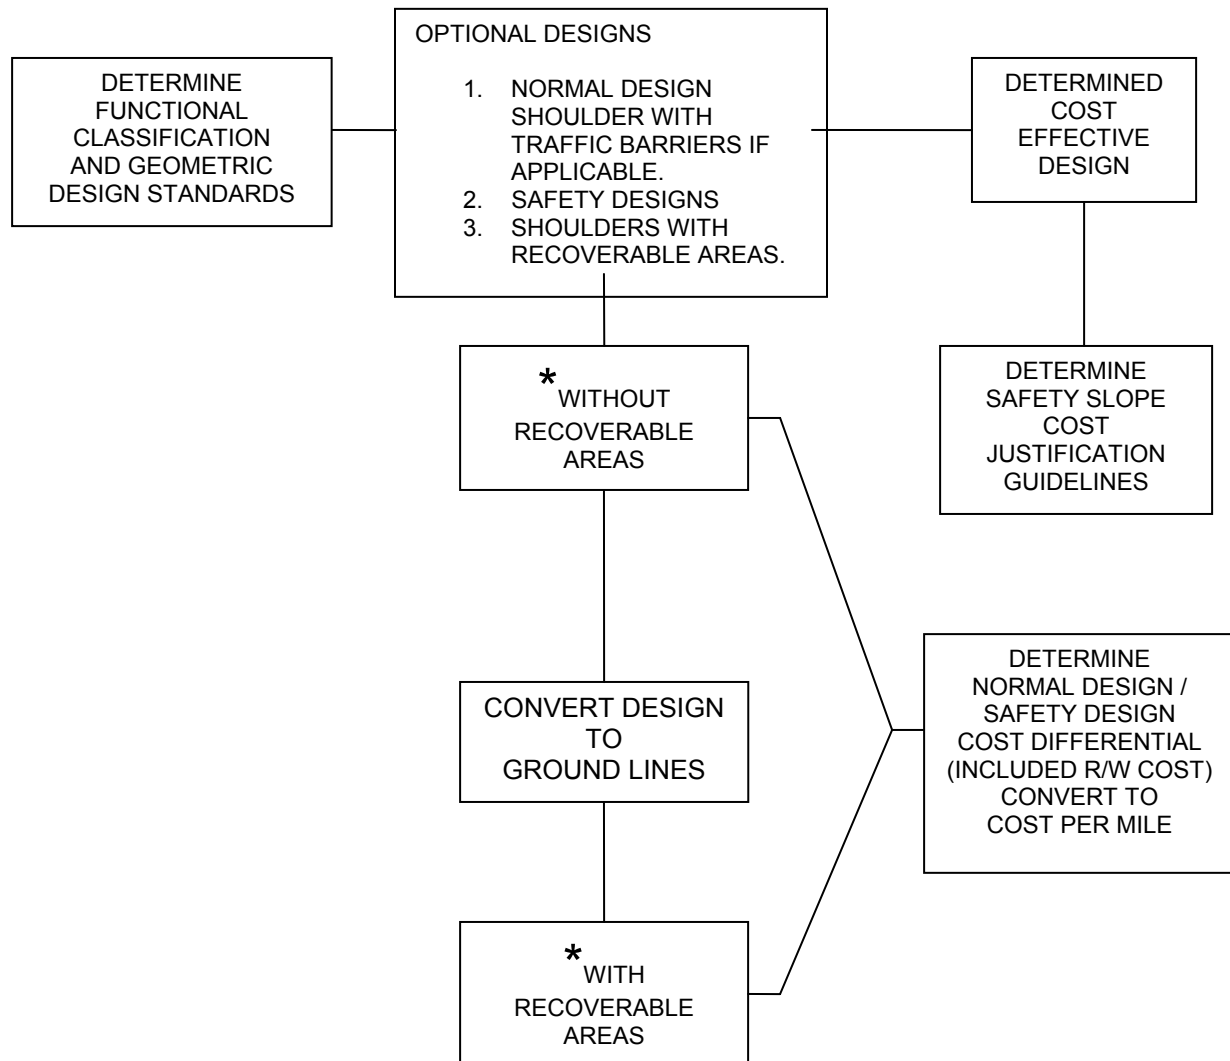 DETERMINE
FUNCTIONAL
CLASSIFICATION
AND GEOMETRIC
DESIGN STANDARDS
OPTIONAL DESIGNS
1. NORMAL DESIGN
SHOULDER WITH
TRAFFIC BARRIERS IF
APPLICABLE.
2. SAFETY DESIGNS
3. SHOULDERS WITH
RECOVERABLE AREAS.
DETERMINED
COST
EFFECTIVE
DESIGN
*WITHOUT
RECOVERABLE
AREAS
DETERMINE
SAFETY SLOPE
COST
JUSTIFICATION
GUIDELINES
CONVERT DESIGN
TO
GROUND LINES
DETERMINE
NORMAL DESIGN /
SAFETY DESIGN
COST DIFFERENTIAL
(INCLUDED R/W COST)
CONVERT TO
COST PER MILE
*WITH
RECOVERABLE
AREAS